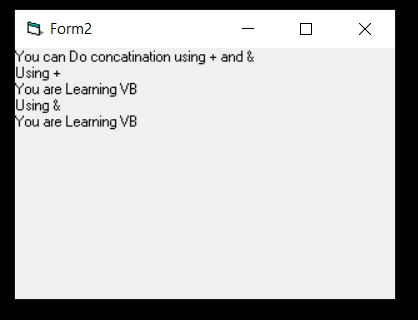 Form2
You can Do concatination using + and &
Using +
You are Learning VB
Using &
You are Learning VB